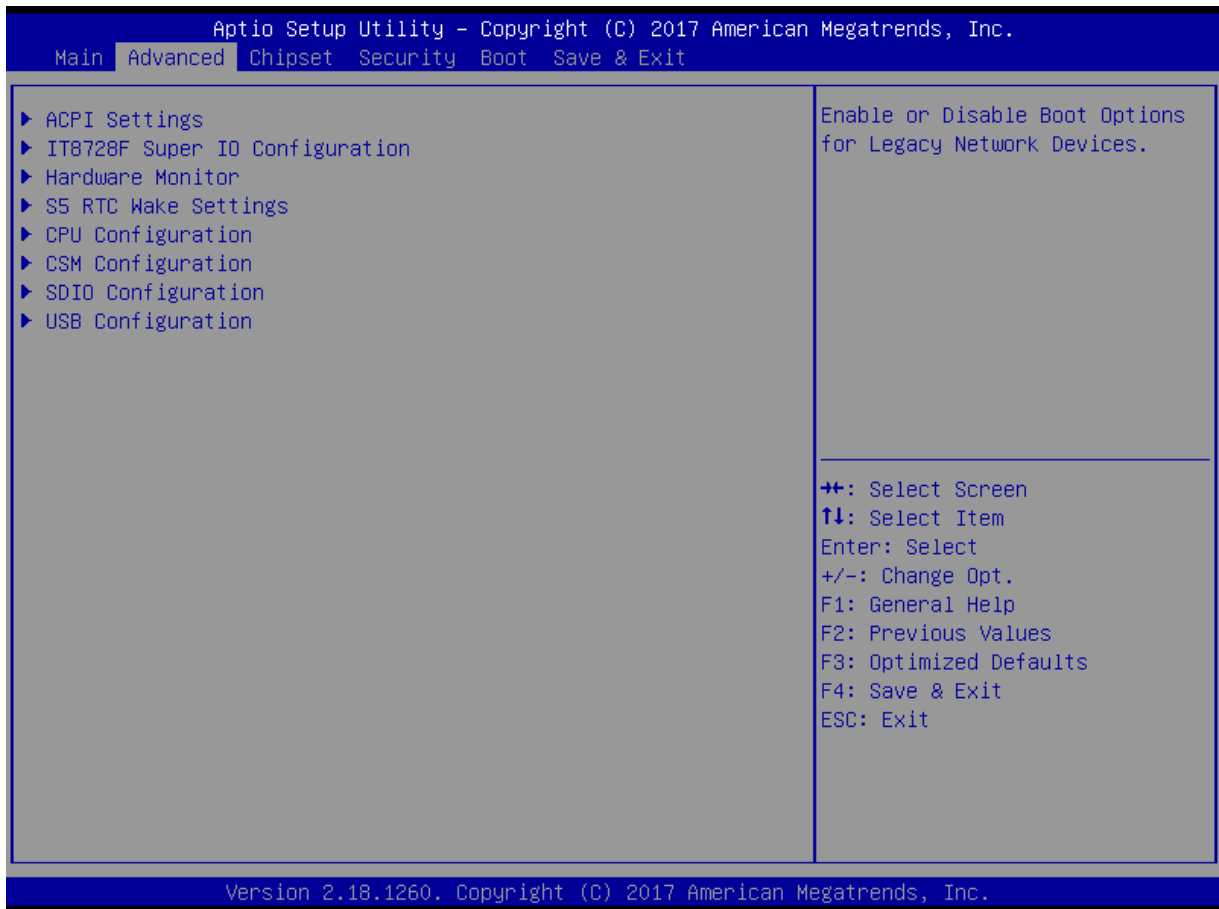 Aptio Setup Utility – Copyright (C) 2017 American Megatrends, Inc.
Main Advanced Chipset Security Boot Save & Exit
▶ ACPI Settings
▶ IT8728F Super IO Configuration
▶ Hardware Monitor
▶ S5 RTC Wake Settings
▶ CPU Configuration
▶ CSM Configuration
▶ SDIO Configuration
▶ USB Configuration
Enable or Disable Boot Options
for Legacy Network Devices.
→←: Select Screen
↑↓: Select Item
Enter: Select
+/-: Change Opt.
F1: General Help
F2: Previous Values
F3: Optimized Defaults
F4: Save & Exit
ESC: Exit
Version 2.18.1260. Copyright (C) 2017 American Megatrends, Inc.